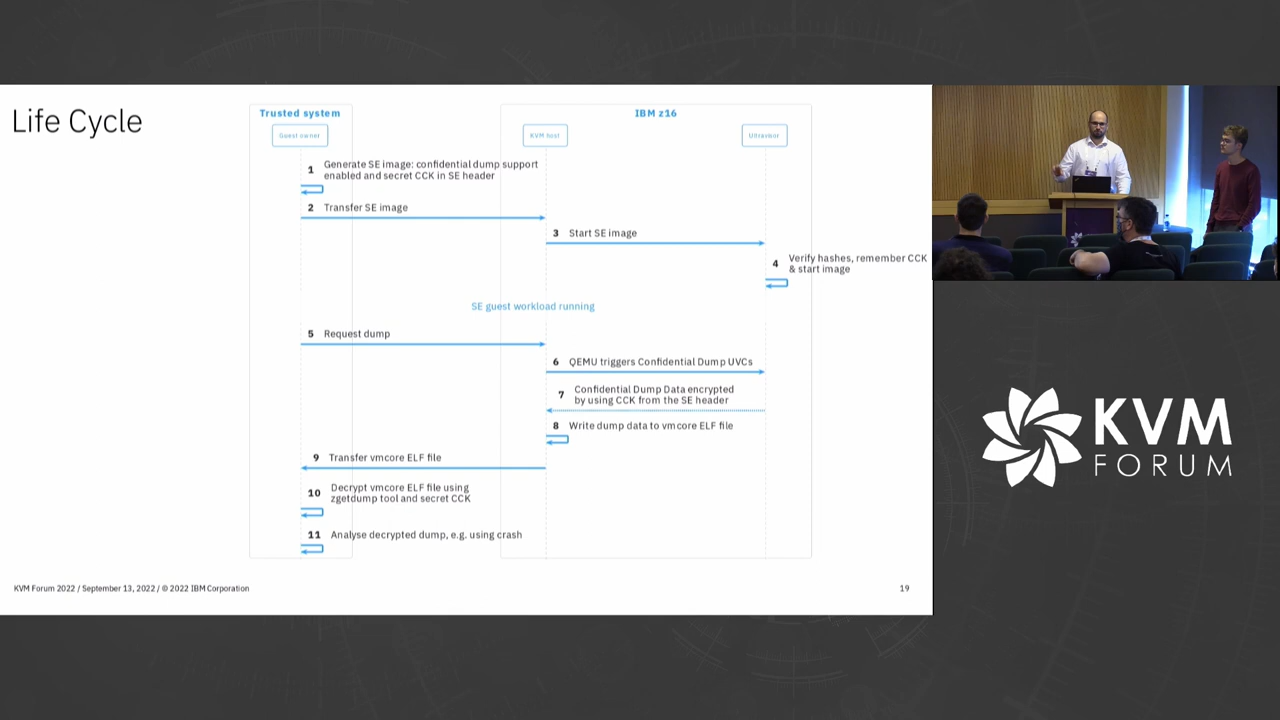 Life Cycle
Trusted system
IBM z16
Guest owner
KVM host
Ultravisor
1 Generate SE image: confidential dump support
enabled and secret CCK in SE header
2 Transfer SE image
3 Start SE image
4 Verify hashes, remember CCK
& start image
SE guest workload running
5 Request dump
6 QEMU triggers Confidential Dump UVCs
7 Confidential Dump Data encrypted
by using CCK from the SE header
8 Write dump data to vmcore ELF file
9 Transfer vmcore ELF file
10 Decrypt vmcore ELF file using
zgetdump tool and secret CCK
11 Analyse decrypted dump, e.g. using crash
KVM Forum 2022 / September 13, 2022 / © 2022 IBM Corporation
19
KVM
FORUM